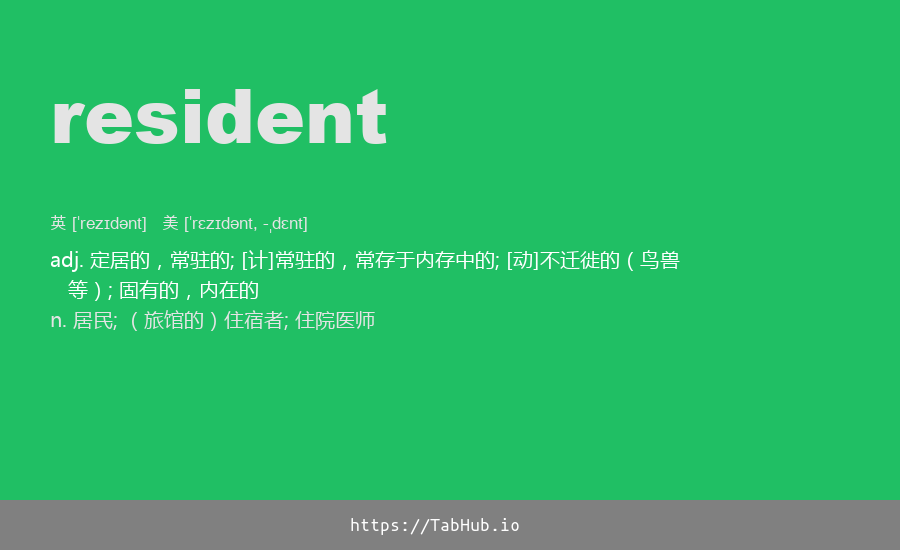 resident
英 [ˈrezɪdənt] 美 [ˈrɛzɪdənt, -ˌdɛnt]
adj. 定居的，常驻的; [计]常驻的，常存于内存中的; [动]不迁徙的（鸟兽
等）; 固有的，内在的
n. 居民; （旅馆的）住宿者; 住院医师
https://TabHub.io